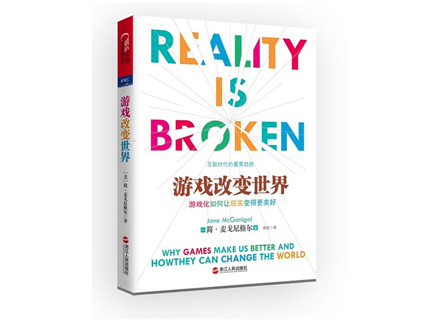 游戏改变世界
REALITY
IS
BROKEN
互联时代的重要趋势
游戏改变世界
游戏化如何让现实变得更美好
Jane McGonigal
简·麦戈尼格尔
WHY GAMES MAKE US BETTER AND
HOWTHEY CAN CHANGE THE WORLD
浙江人民出版社